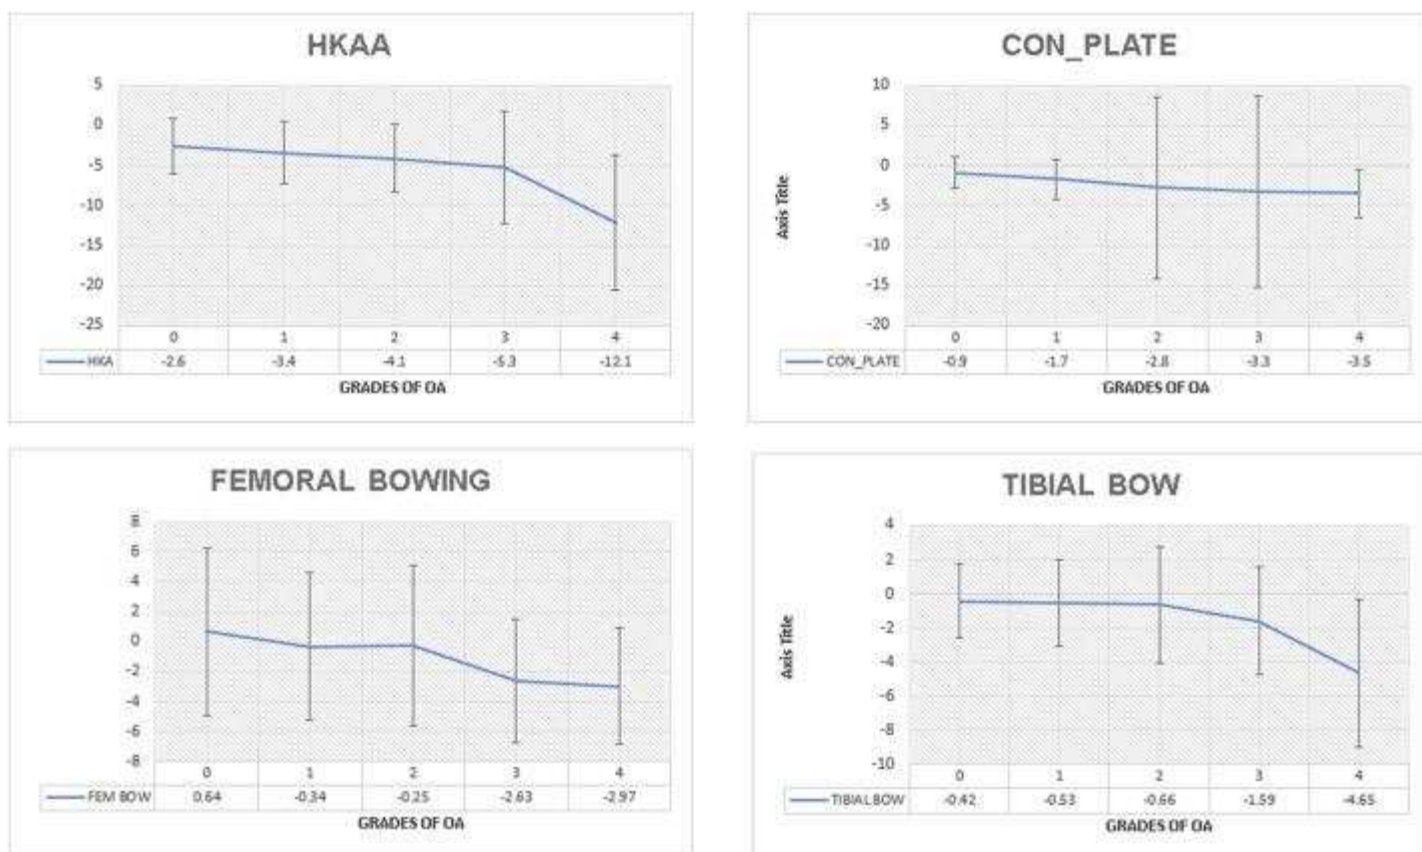 HKAA
5
0
-5
-10
-15
-20
-25
0 1 2 3 4
HKA -2.6 -3.4 -4.1 -5.3 -12.1
GRADES OF OA
CON_PLATE
Axis Title
10
5
0
-5
-10
-15
-20
0 1 2 3 4
CON_PLATE -0.9 -1.7 -2.8 -3.3 -3.5
GRADES OF OA
FEMORAL BOWING
8
6
4
2
0
-2
-4
-6
-8
0 1 2 3 4
FEM BOW 0.64 -0.34 -0.25 -2.63 -2.97
GRADES OF OA
TIBIAL BOW
Axis Title
4
2
0
-2
-4
-6
-8
-10
0 1 2 3 4
TIBIAL BOW -0.42 -0.53 -0.66 -1.59 -4.65
GRADES OF OA